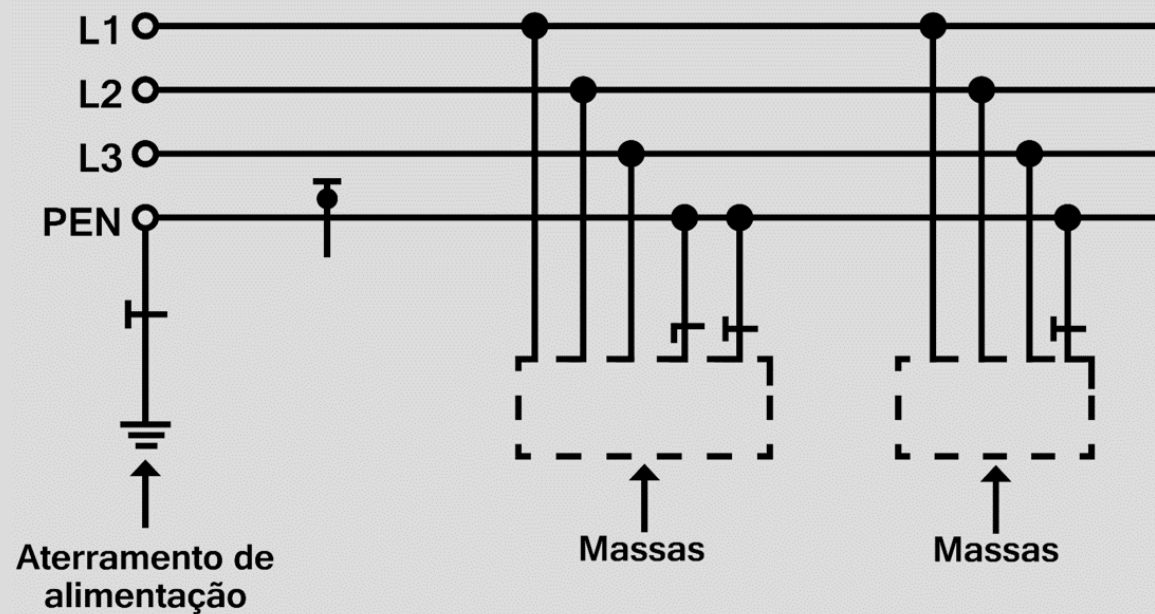 L1
L2
L3
PEN
Aterramento de
alimentação
Massas
Massas